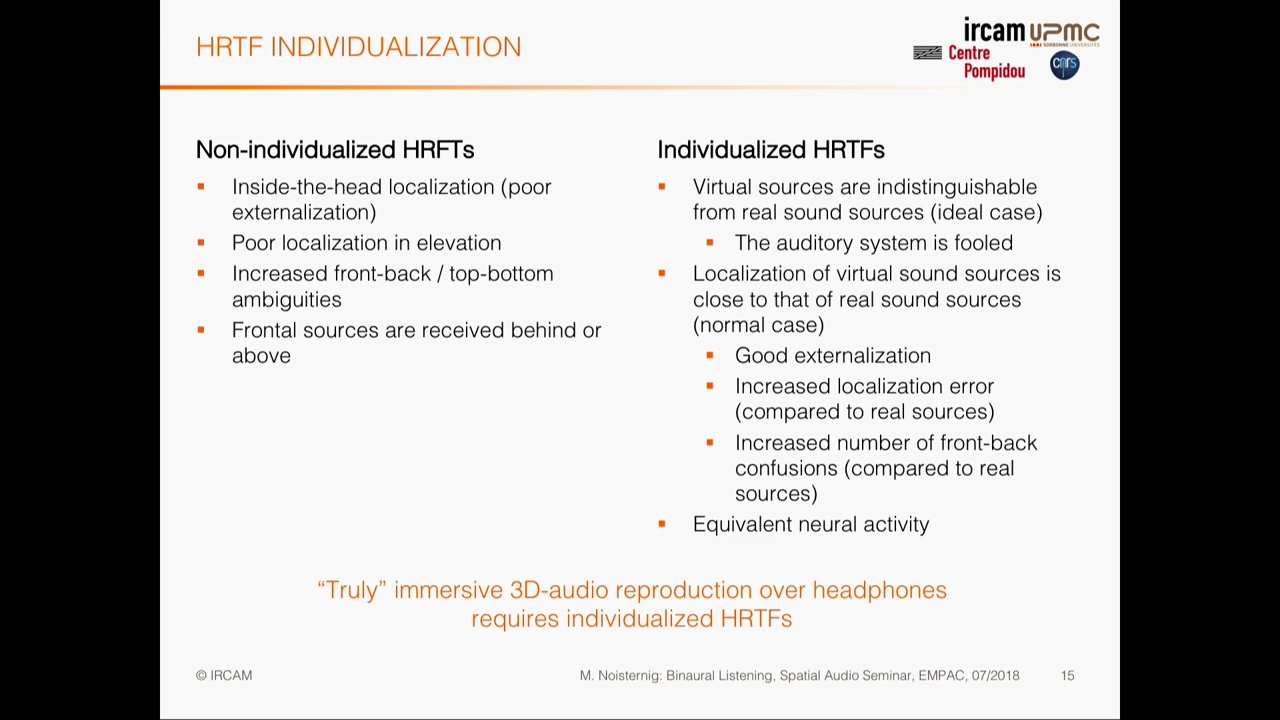 HRTF INDIVIDUALIZATION
ircam UPMC
SORBONNE UNIVERSITÉS
Centre
Pompidou
cnrs
Non-individualized HRFTs
Inside-the-head localization (poor
externalization)
Poor localization in elevation
Increased front-back / top-bottom
ambiguities
Frontal sources are received behind or
above
Individualized HRTFs
Virtual sources are indistinguishable
from real sound sources (ideal case)
The auditory system is fooled
Localization of virtual sound sources is
close to that of real sound sources
(normal case)
Good externalization
Increased localization error
(compared to real sources)
Increased number of front-back
confusions (compared to real
sources)
Equivalent neural activity
“Truly” immersive 3D-audio reproduction over headphones
requires individualized HRTFs
© IRCAM
M. Noisternig: Binaural Listening, Spatial Audio Seminar, EMPAC, 07/2018
15